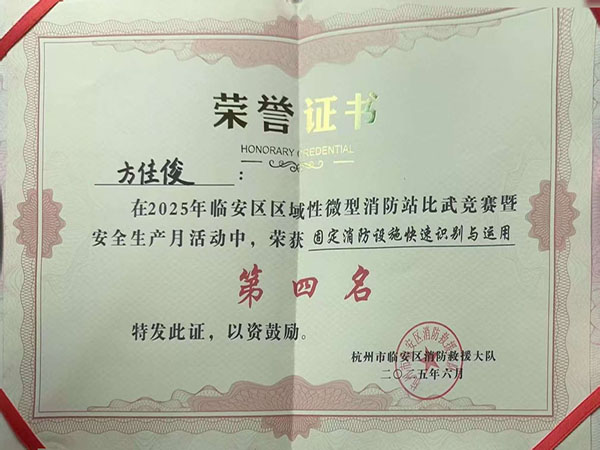 荣誉证书
HONORARY CREDENTIAL
方佳俊：
在2025年临安区区域性微型消防站比武竞赛暨
安全生产月活动中，荣获 固定消防设施快速识别与运用
第四名
特发此证，以资鼓励。
杭州市临安区消防救援大队
二〇二五年六月